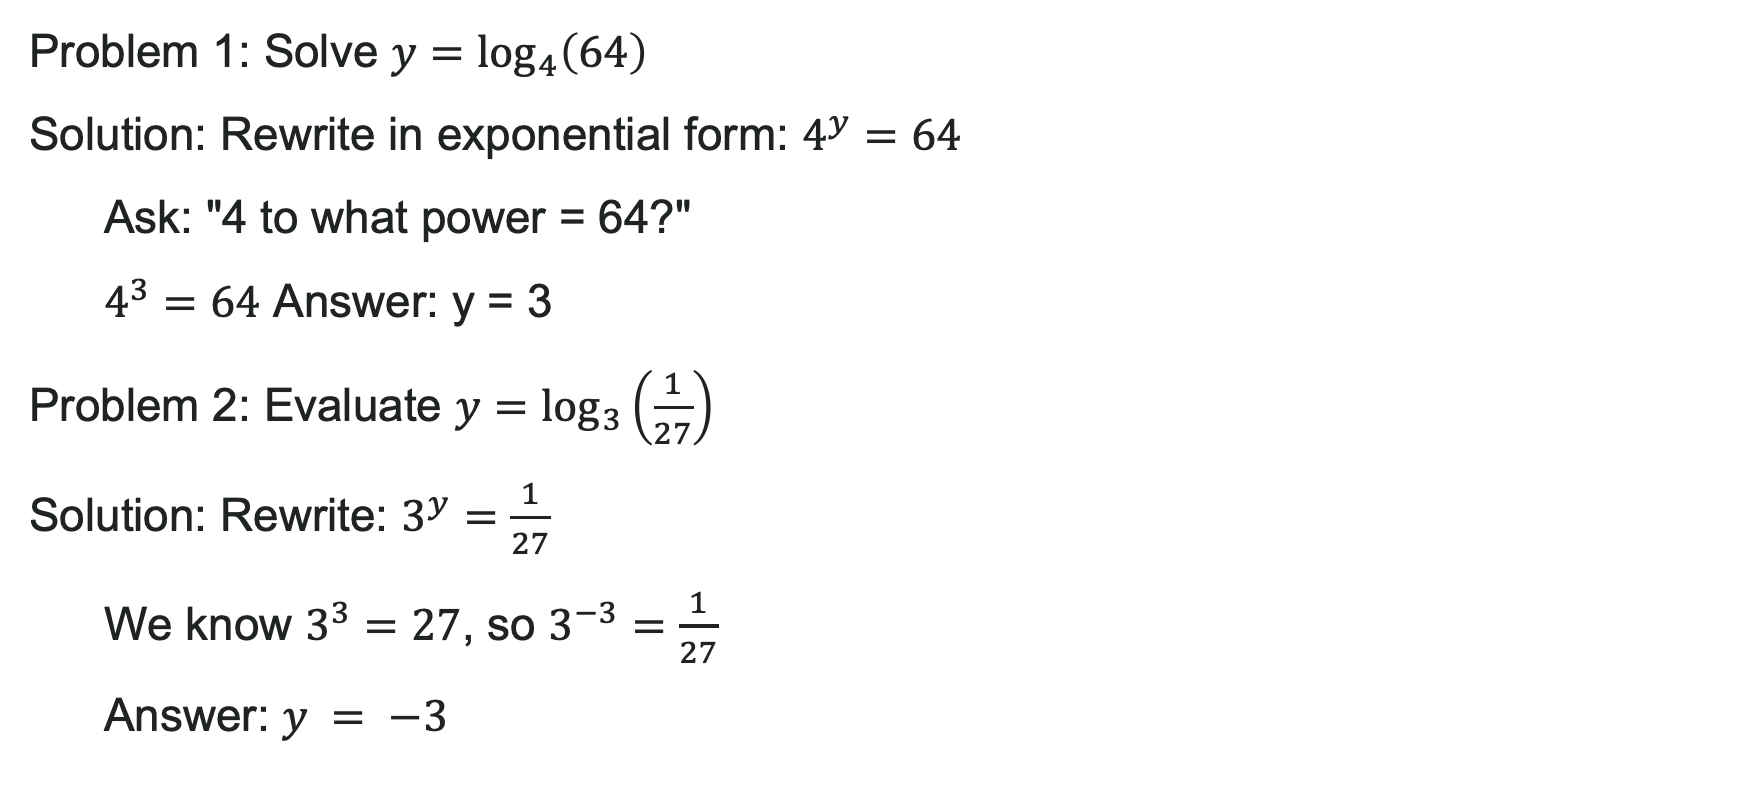 Problem 1: Solve y = log₄(64)
Solution: Rewrite in exponential form: 4ʸ = 64
Ask: "4 to what power = 64?"
4³ = 64 Answer: y = 3
Problem 2: Evaluate y = log₃(1/27)
Solution: Rewrite: 3ʸ = 1/27
We know 3³ = 27, so 3⁻³ = 1/27
Answer: y = −3